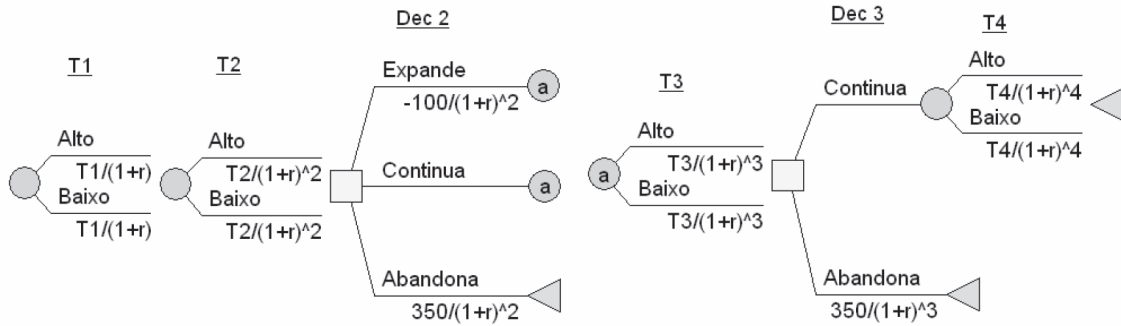 T1
Alto
T1/(1+r)
Baixo
T1/(1+r)
T2
Alto
T2/(1+r)^2
Baixo
T2/(1+r)^2
Dec 2
Expande
-100/(1+r)^2
a
Continua
a
Abandona
350/(1+r)^2
T3
a
Alto
T3/(1+r)^3
Baixo
T3/(1+r)^3
Dec 3
Continua
Abandona
350/(1+r)^3
T4
Alto
T4/(1+r)^4
Baixo
T4/(1+r)^4